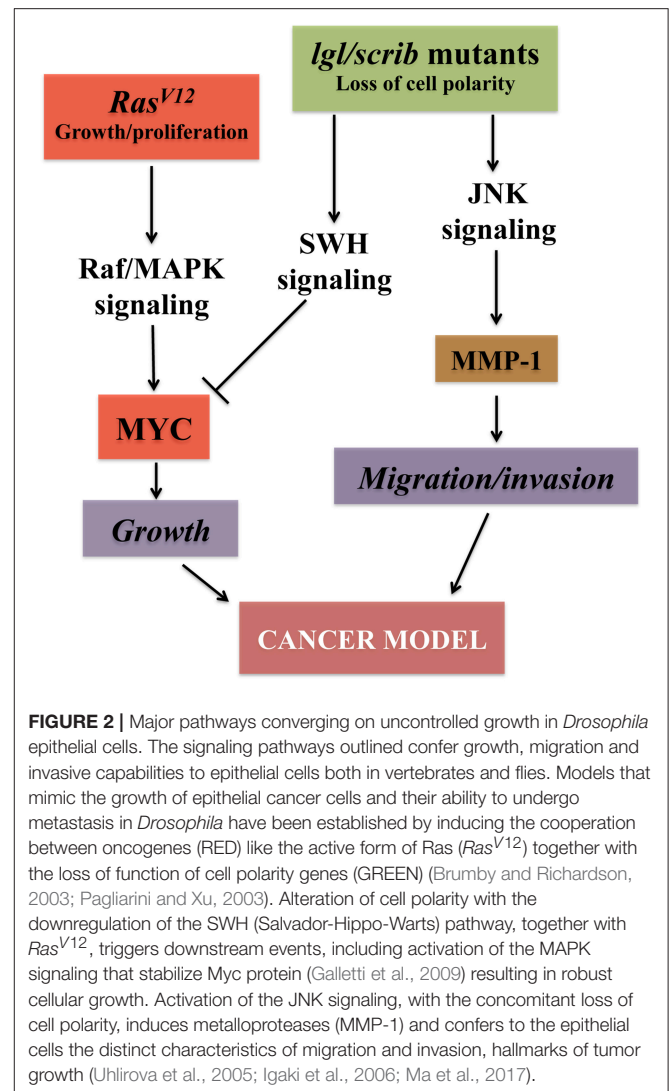 lgl/scrib mutants
Loss of cell polarity
Ras^V12
Growth/proliferation
JNK
signaling
SWH
signaling
Raf/MAPK
signaling
MMP-1
MYC
Migration/invasion
Growth
CANCER MODEL
FIGURE 2 | Major pathways converging on uncontrolled growth in Drosophila
epithelial cells. The signaling pathways outlined confer growth, migration and
invasive capabilities to epithelial cells both in vertebrates and flies. Models that
mimic the growth of epithelial cancer cells and their ability to undergo
metastasis in Drosophila have been established by inducing the cooperation
between oncogenes (RED) like the active form of Ras (Ras^V12) together with
the loss of function of cell polarity genes (GREEN) (Brumby and Richardson,
2003; Pagliarini and Xu, 2003). Alteration of cell polarity with the
downregulation of the SWH (Salvador-Hippo-Warts) pathway, together with
Ras^V12, triggers downstream events, including activation of the MAPK
signaling that stabilize Myc protein (Galletti et al., 2009) resulting in robust
cellular growth. Activation of the JNK signaling, with the concomitant loss of
cell polarity, induces metalloproteases (MMP-1) and confers to the epithelial
cells the distinct characteristics of migration and invasion, hallmarks of tumor
growth (Uhlirova et al., 2005; Igaki et al., 2006; Ma et al., 2017).